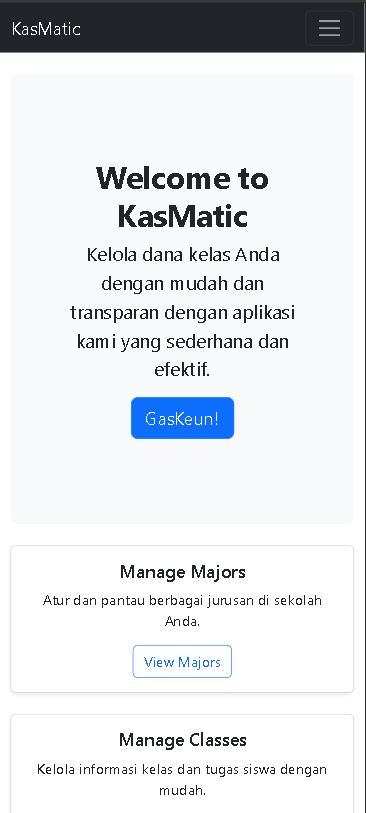 KasMatic
Welcome to
KasMatic
Kelola dana kelas Anda
dengan mudah dan
transparan dengan aplikasi
kami yang sederhana dan
efektif.
GasKeun!
Manage Majors
Atur dan pantau berbagai jurusan di sekolah
Anda.
View Majors
Manage Classes
Kelola informasi kelas dan tugas siswa dengan
mudah.